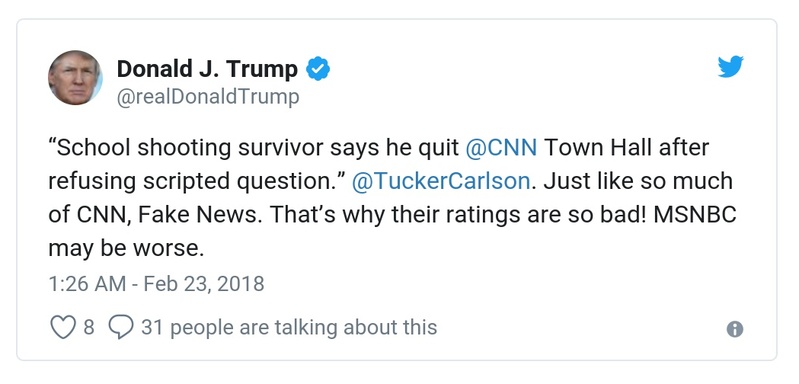 Donald J. Trump
@realDonaldTrump
“School shooting survivor says he quit @CNN Town Hall after
refusing scripted question.” @TuckerCarlson. Just like so much
of CNN, Fake News. That’s why their ratings are so bad! MSNBC
may be worse.
1:26 AM - Feb 23, 2018
8 31 people are talking about this